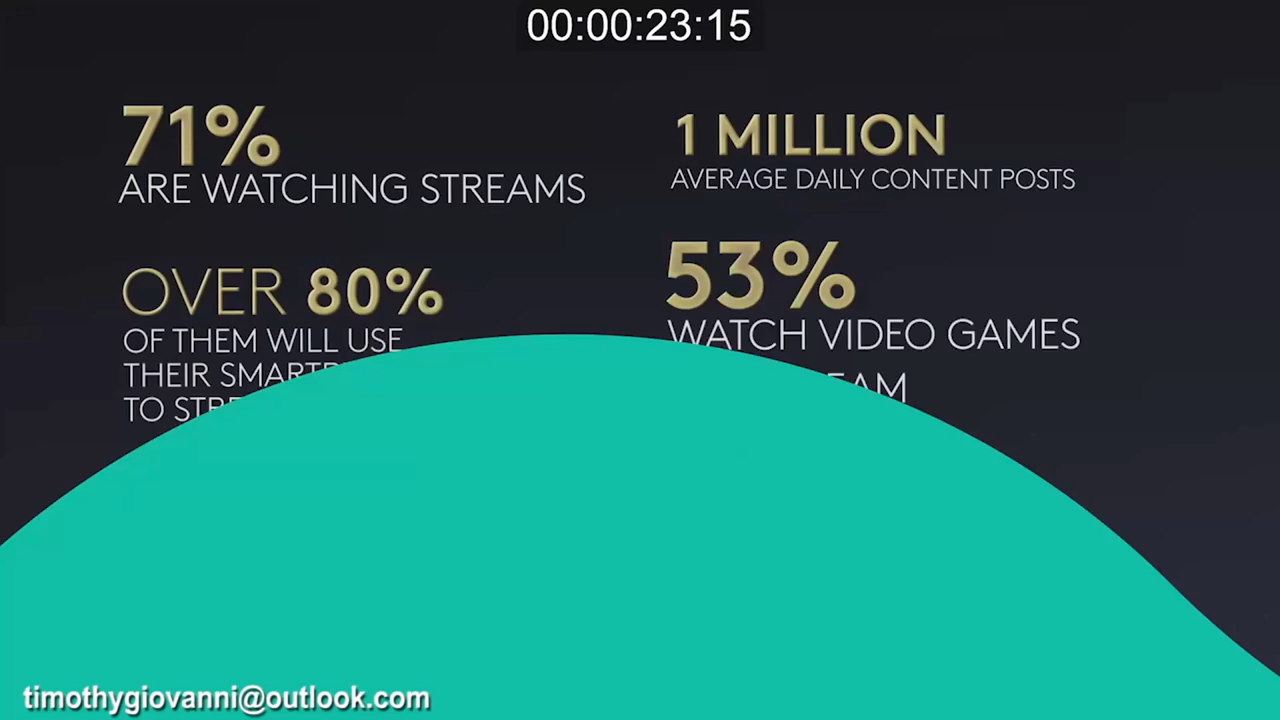 00:00:23:15
71%
ARE WATCHING STREAMS
OVER 80%
OF THEM WILL USE
THEIR
TO
1 MILLION
AVERAGE DAILY CONTENT POSTS
53%
WATCH VIDEO GAMES
timothygiovanni@outlook.com